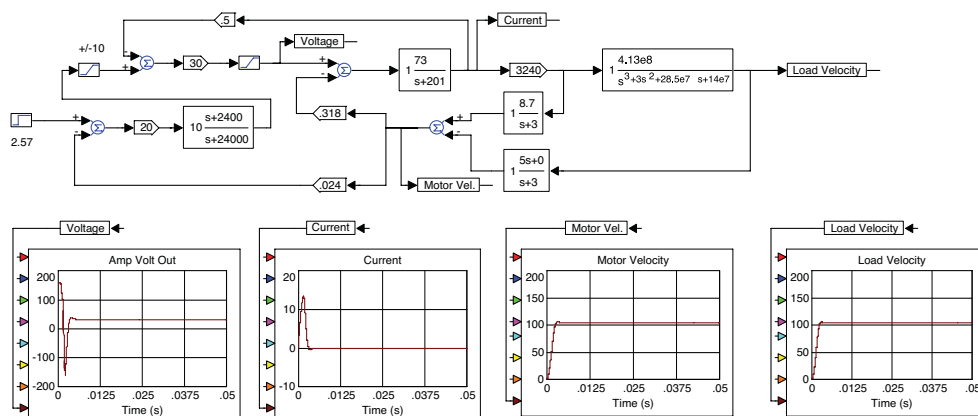 .5
Current
+/-10
Voltage
-
+
30
+
-
1 73
s+201
3240
1 4.13e8
s3+3s2+28,5e7 s+14e7
Load Velocity
.318
1 8.7
s+3
+
-
2.57
+
-
20
10 s+2400
s+24000
1 5s+0
s+3
.024
Motor Vel.
Voltage
Current
Motor Vel.
Load Velocity
Amp Volt Out
200
100
0
-100
-200
0 .0125 .025 .0375 .05
Time (s)
Current
20
10
0
-10
0 .0125 .025 .0375 .05
Time (s)
Motor Velocity
200
150
100
50
0
0 .0125 .025 .0375 .05
Time (s)
Load Velocity
200
150
100
50
0
0 .0125 .025 .0375 .05
Time (s)